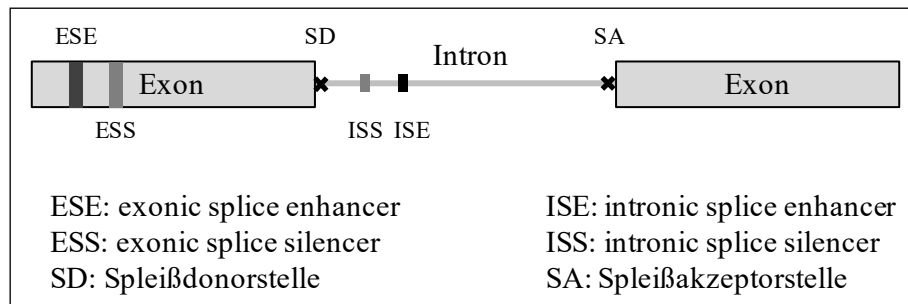 ESE SD SA
Intron
Exon Exon
ESS ISS ISE
ESE: exonic splice enhancer
ESS: exonic splice silencer
SD: Spleißdonorstelle
ISE: intronic splice enhancer
ISS: intronic splice silencer
SA: Spleißakzeptorstelle